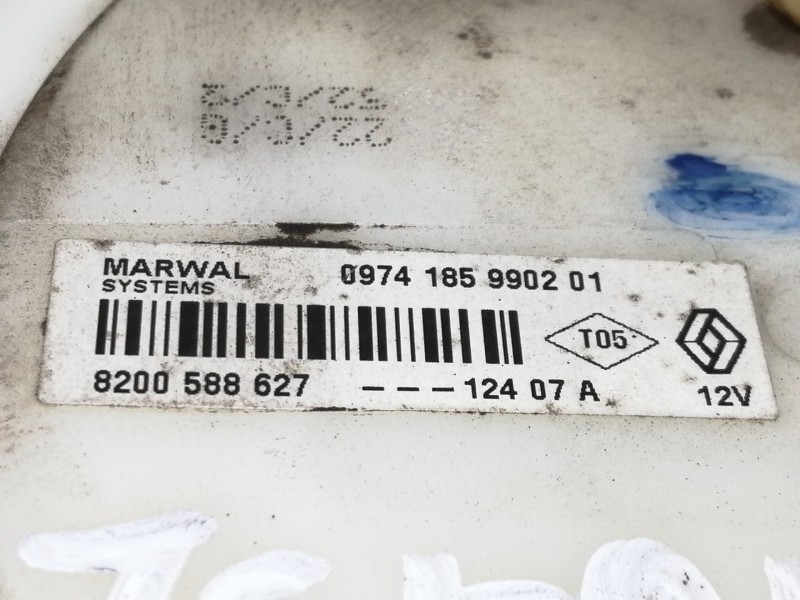 MARWAL 0974 185 9902 01
SYSTEMS
T05
8200 588 627 ---124 07 A
12V